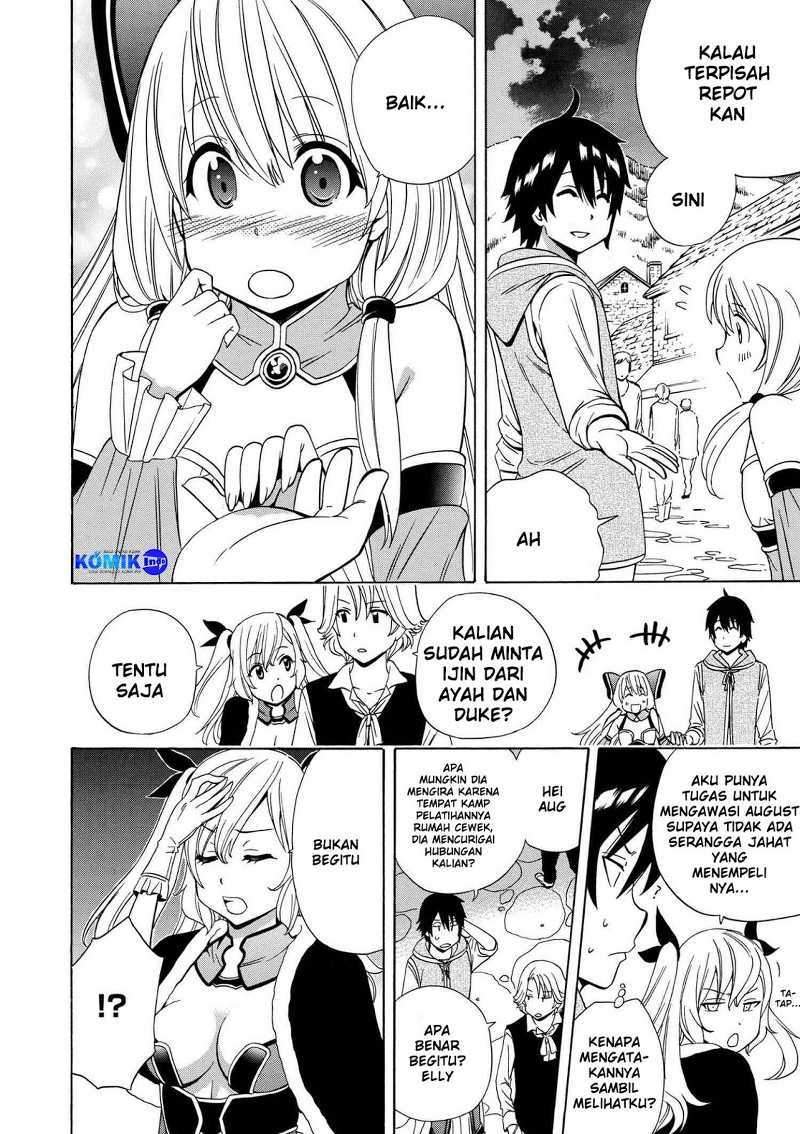 KALAU
TERPISAH
REPOT
KAN
SINI
AH
BAIK...
KALIAN
SUDAH MINTA
IJIN DARI
AYAH DAN
DUKE?
TENTU
SAJA
AKU PUNYA
TUGAS UNTUK
MENGAWASI AUGUST
SUPAYA TIDAK ADA
SERANGGA JAHAT
YANG
MENEMPELI
NYA...
TA-
TAP...
KENAPA
MENGATA-
KANNYA
SAMBIL
MELIHATKU?
HEI
AUG
APA
MUNGKIN DIA
MENGIRA KARENA
TEMPAT KAMP
PELATIHANNYA
RUMAH CEWEK,
DIA MENCURIGAI
HUBUNGAN
KALIAN?
APA
BENAR
BEGITU?
ELLY
BUKAN
BEGITU
!?
KOMIK Indo